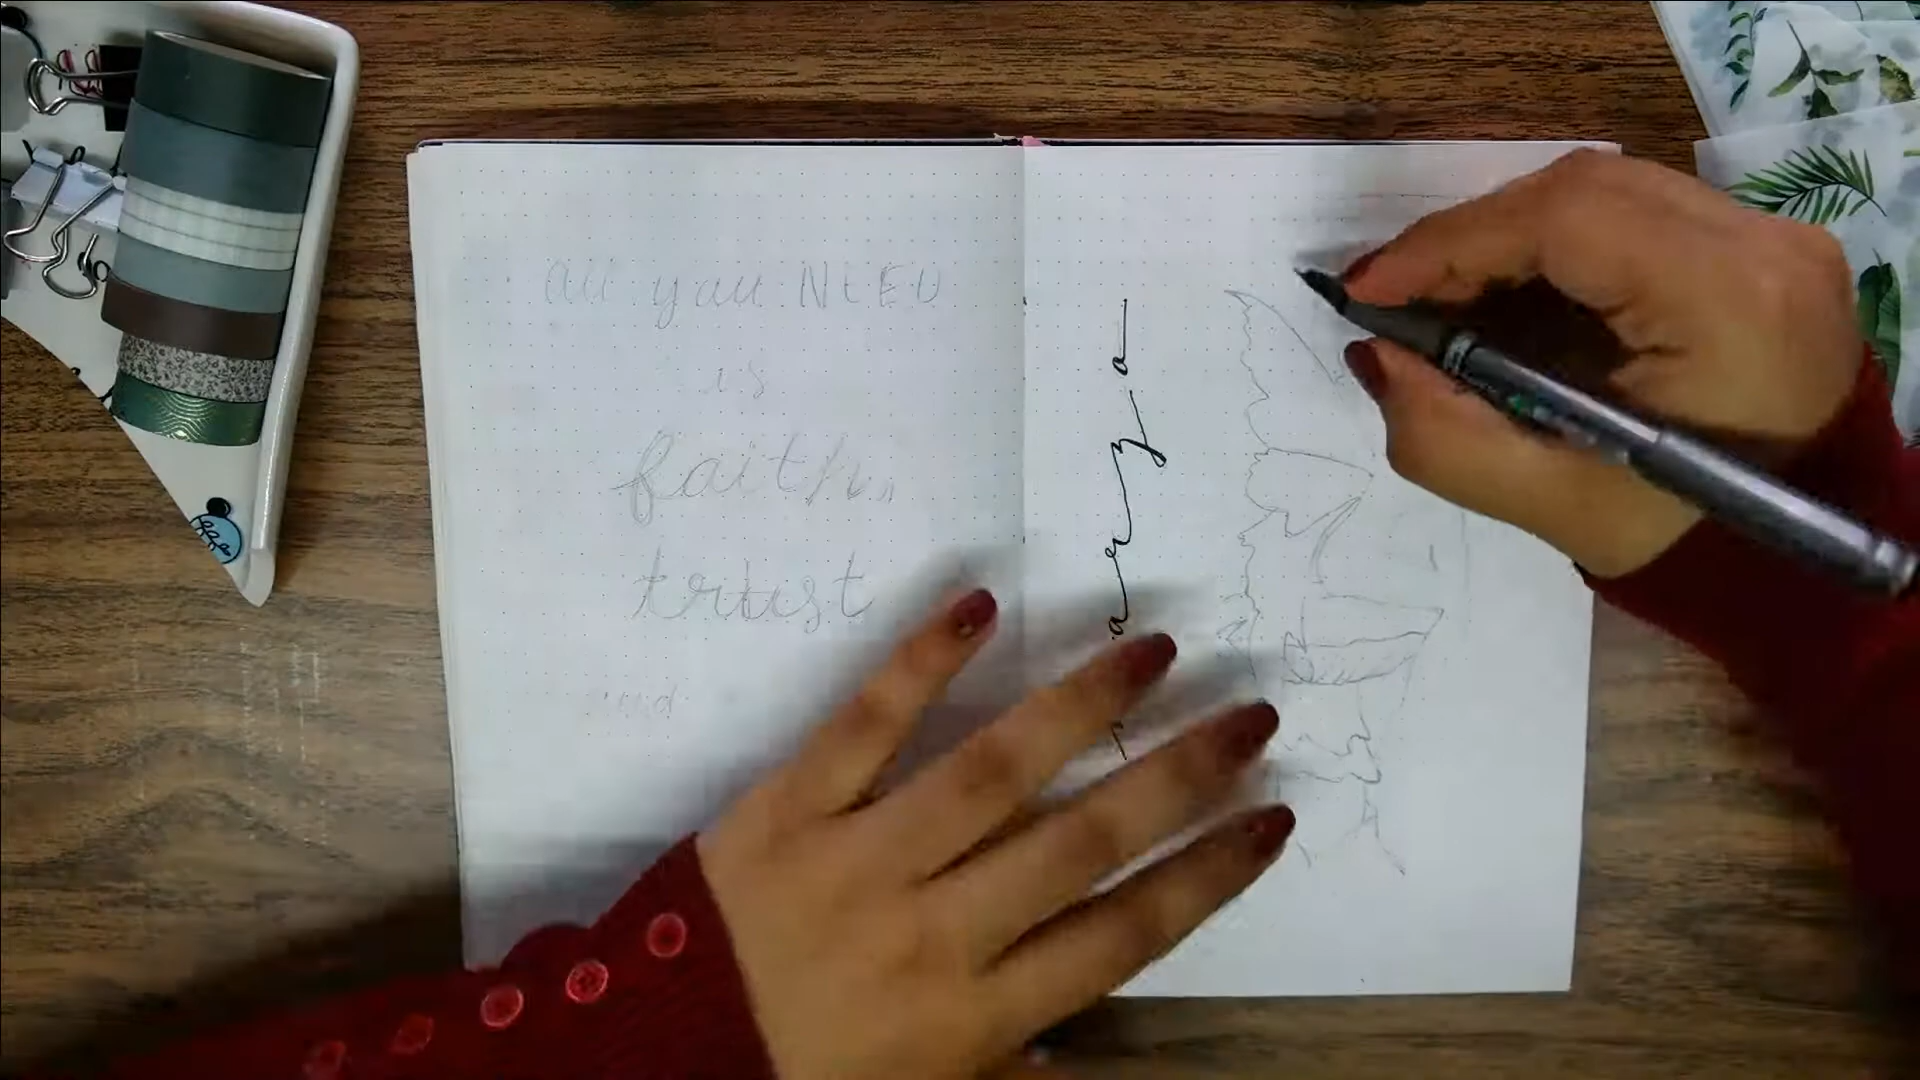 all you NEED
is
faith,
trust
and